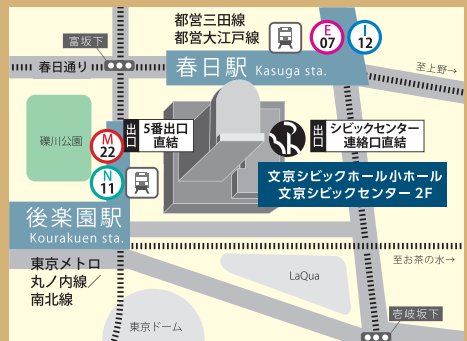 都営三田線
都営大江戸線
E
07
I
12
富坂下
春日通り
春日駅 Kasuga sta.
至上野→
礫川公園
M
22
N
11
出口
5番出口
直結
出口
シビックセンター
連絡口直結
文京シビックホール小ホール
文京シビックセンター 2F
後楽園駅
Kourakuen sta.
東京メトロ
丸ノ内線/
南北線
至お茶の水→
LaQua
東京ドーム
壱岐坂下